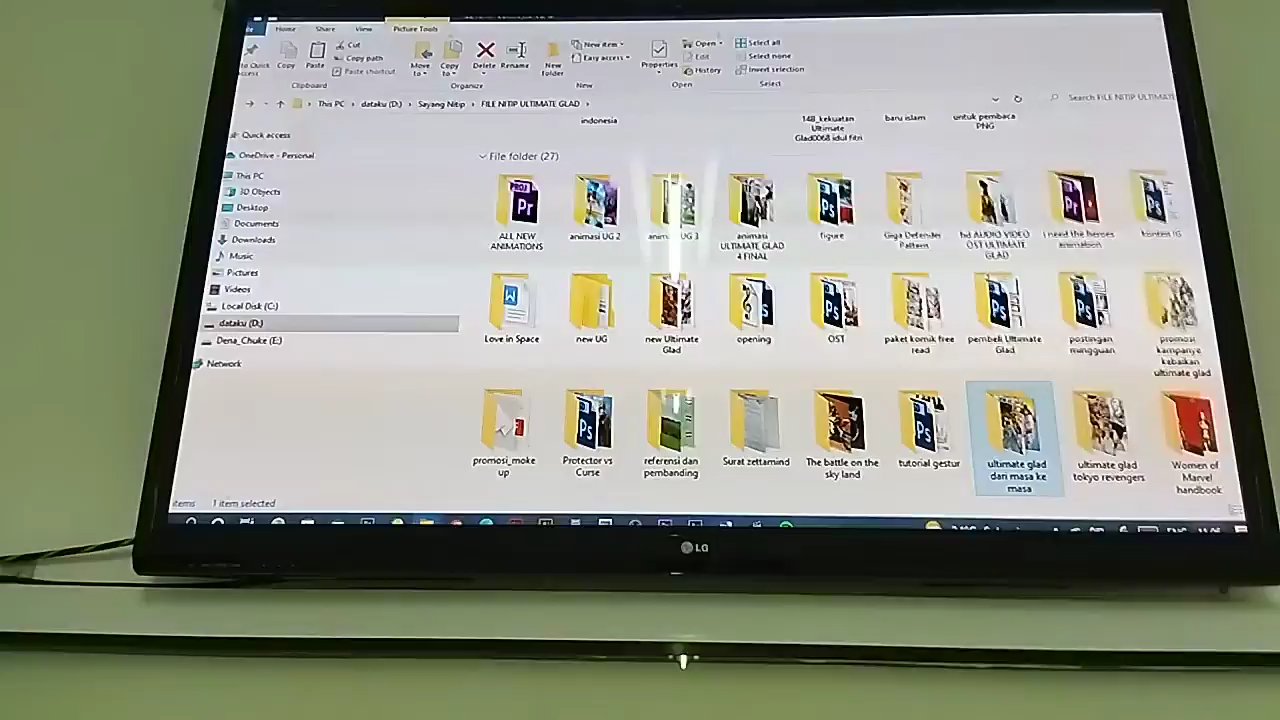 Home Share View Picture Tools
Cut
Copy path
Paste shortcut
Copy Paste
Move to Copy to Delete Rename New folder
New item
Easy access
Properties
Open
Edit
History
Select all
Select none
Invert selection
Clipboard Organize New Open Select
This PC > dataku (D:) > Sayang Nitip > FILE NITIP ULTIMATE GLAD >
Search FILE NITIP ULTIMATE
Quick access
OneDrive - Personal
This PC
3D Objects
Desktop
Documents
Downloads
Music
Pictures
Videos
Local Disk (C:)
dataku (D:)
Dena_Chuke (E:)
Network
indonesia
148_kekuatan Ultimate Glad0068 idul fitri
baru islam
untuk pembaca PNG
File folder (27)
ALL NEW ANIMATIONS
animasi UG 2
animasi UG 3
animasi ULTIMATE GLAD 4 FINAL
figure
Giga Defender Pattern
hd AUDIO VIDEO OST ULTIMATE GLAD
i need the heroes animation
konten IG
Love in Space
new UG
new Ultimate Glad
opening
OST
paket komik free read
pembeli Ultimate Glad
postingan mingguan
promosi kampanye kebaikan ultimate glad
promosi_moke up
Protector vs Curse
referensi dan pembanding
Surat zettamind
The battle on the sky land
tutorial gestur
ultimate glad dari masa ke masa
ultimate glad tokyo revengers
Women of Marvel handbook
items 1 item selected
LG